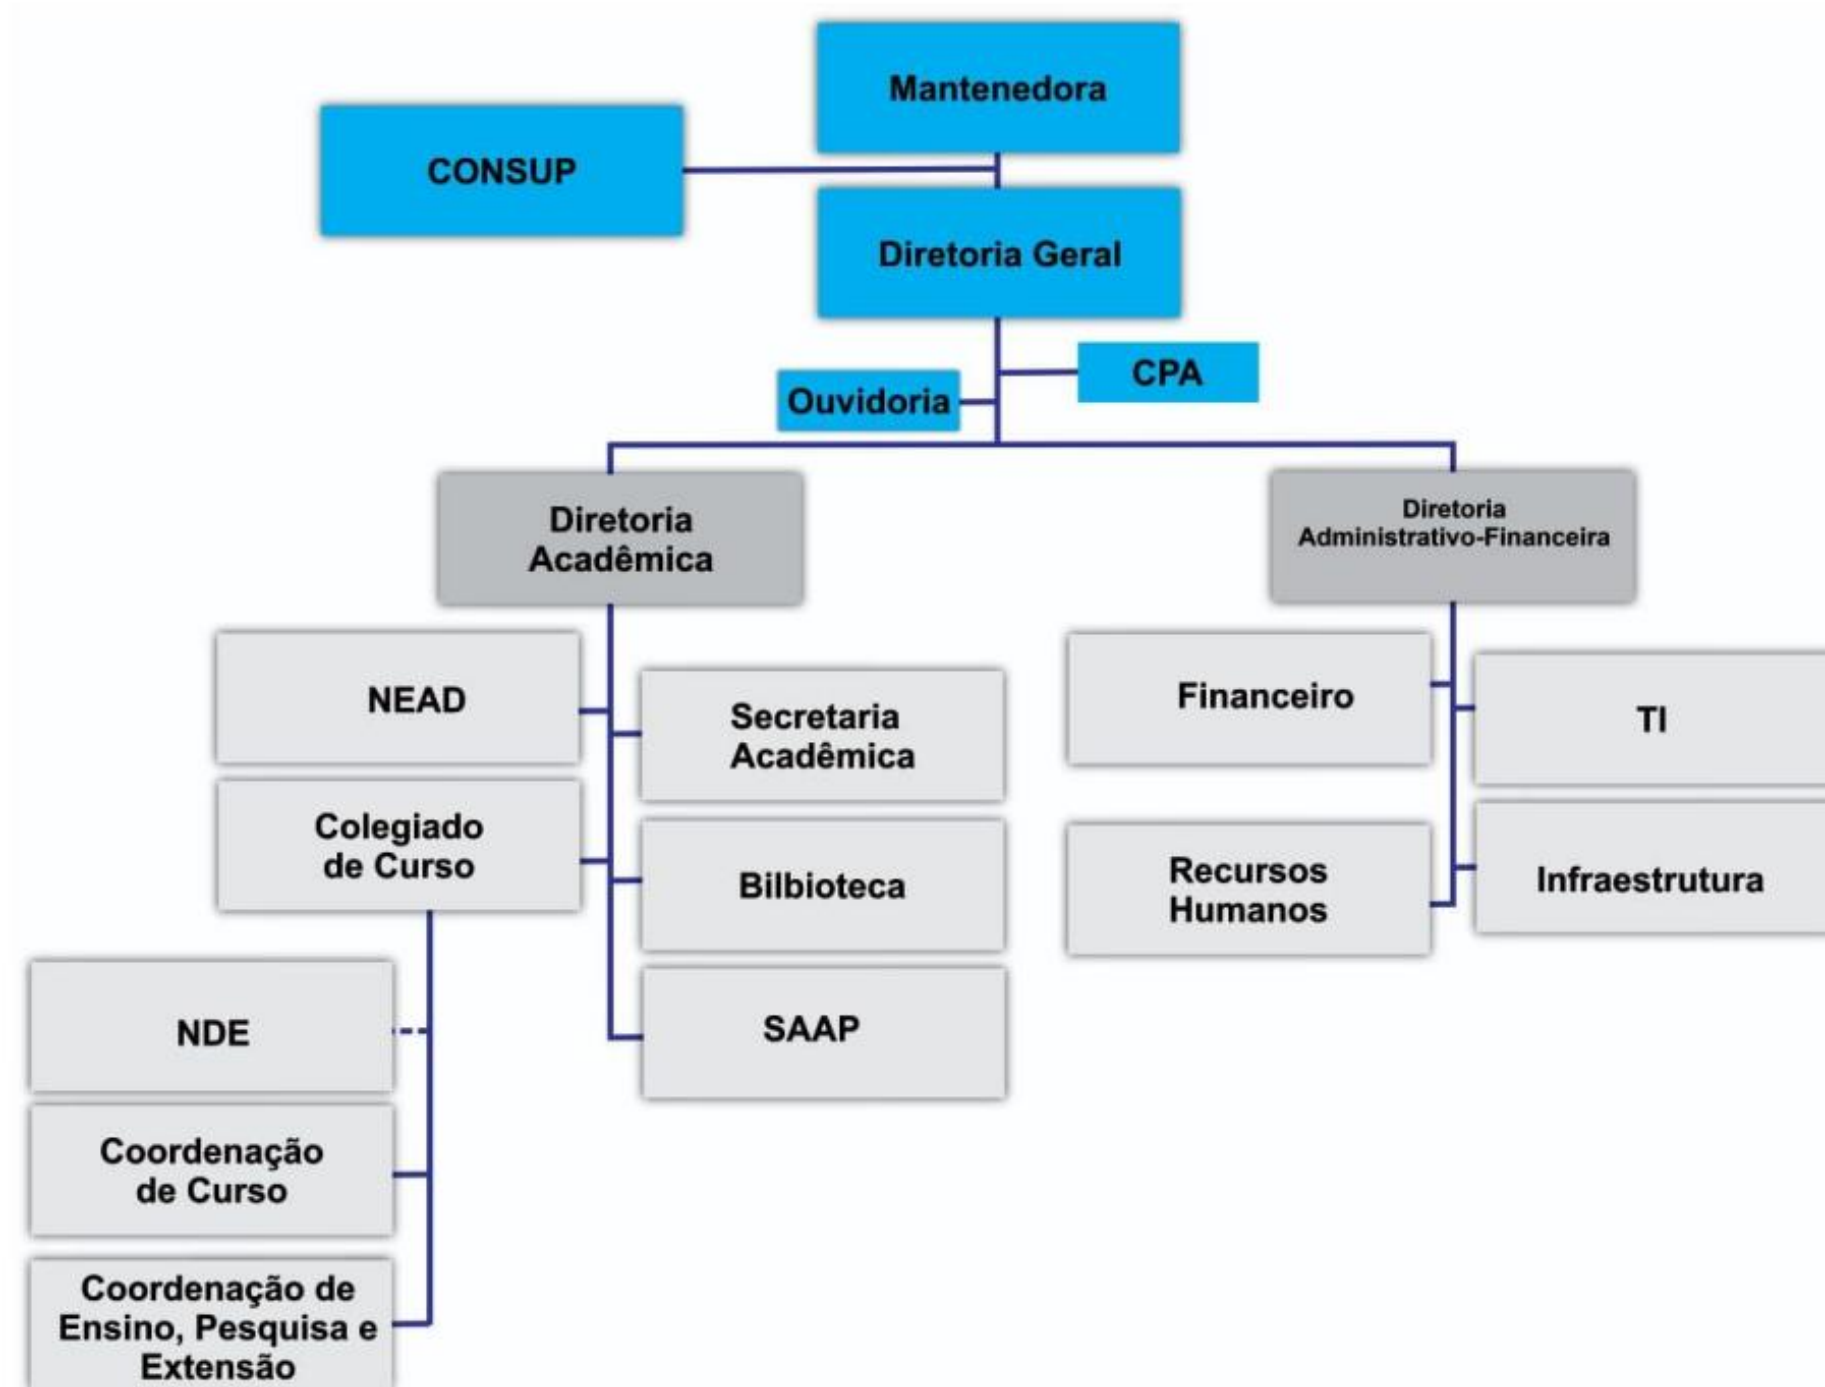 Mantenedora
CONSUP
Diretoria Geral
CPA
Ouvidoria
Diretoria
Acadêmica
Diretoria
Administrativo-Financeira
NEAD
Secretaria
Acadêmica
Financeiro
TI
Colegiado
de Curso
Bilbioteca
Recursos
Humanos
Infraestrutura
NDE
SAAP
Coordenação
de Curso
Coordenação de
Ensino, Pesquisa e
Extensão